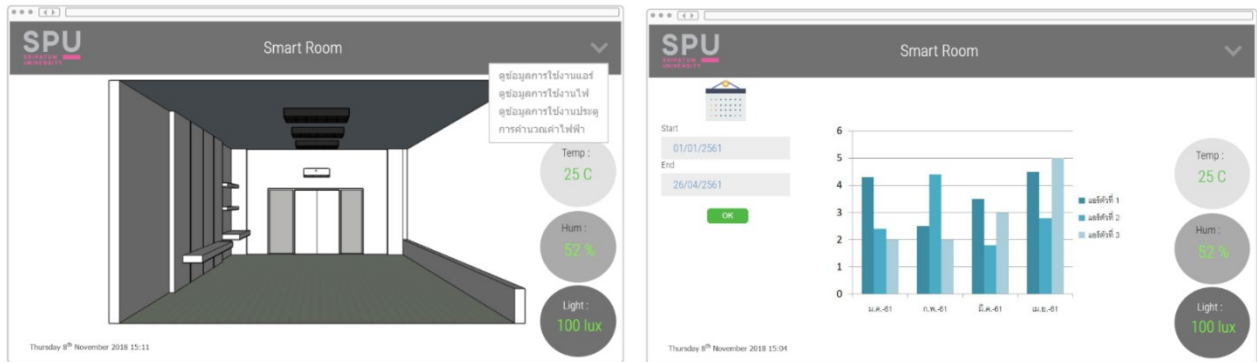 SPU
SRIPATUM
UNIVERSITY
Smart Room
ดูข้อมูลการใช้งานแอร์
ดูข้อมูลการใช้งานไฟ
ดูข้อมูลการใช้งานประตู
การคำนวณค่าไฟฟ้า
Temp :
25 C
Hum :
52 %
Light :
100 lux
Thursday 8th November 2018 15:11
SPU
SRIPATUM
UNIVERSITY
Smart Room
Start
01/01/2561
End
26/04/2561
OK
6
5
4
3
2
1
0
ม.ค.-61
ก.พ.-61
มี.ค.-61
เม.ย.-61
แอร์ตัวที่ 1
แอร์ตัวที่ 2
แอร์ตัวที่ 3
Temp :
25 C
Hum :
52 %
Light :
100 lux
Thursday 8th November 2018 15:04